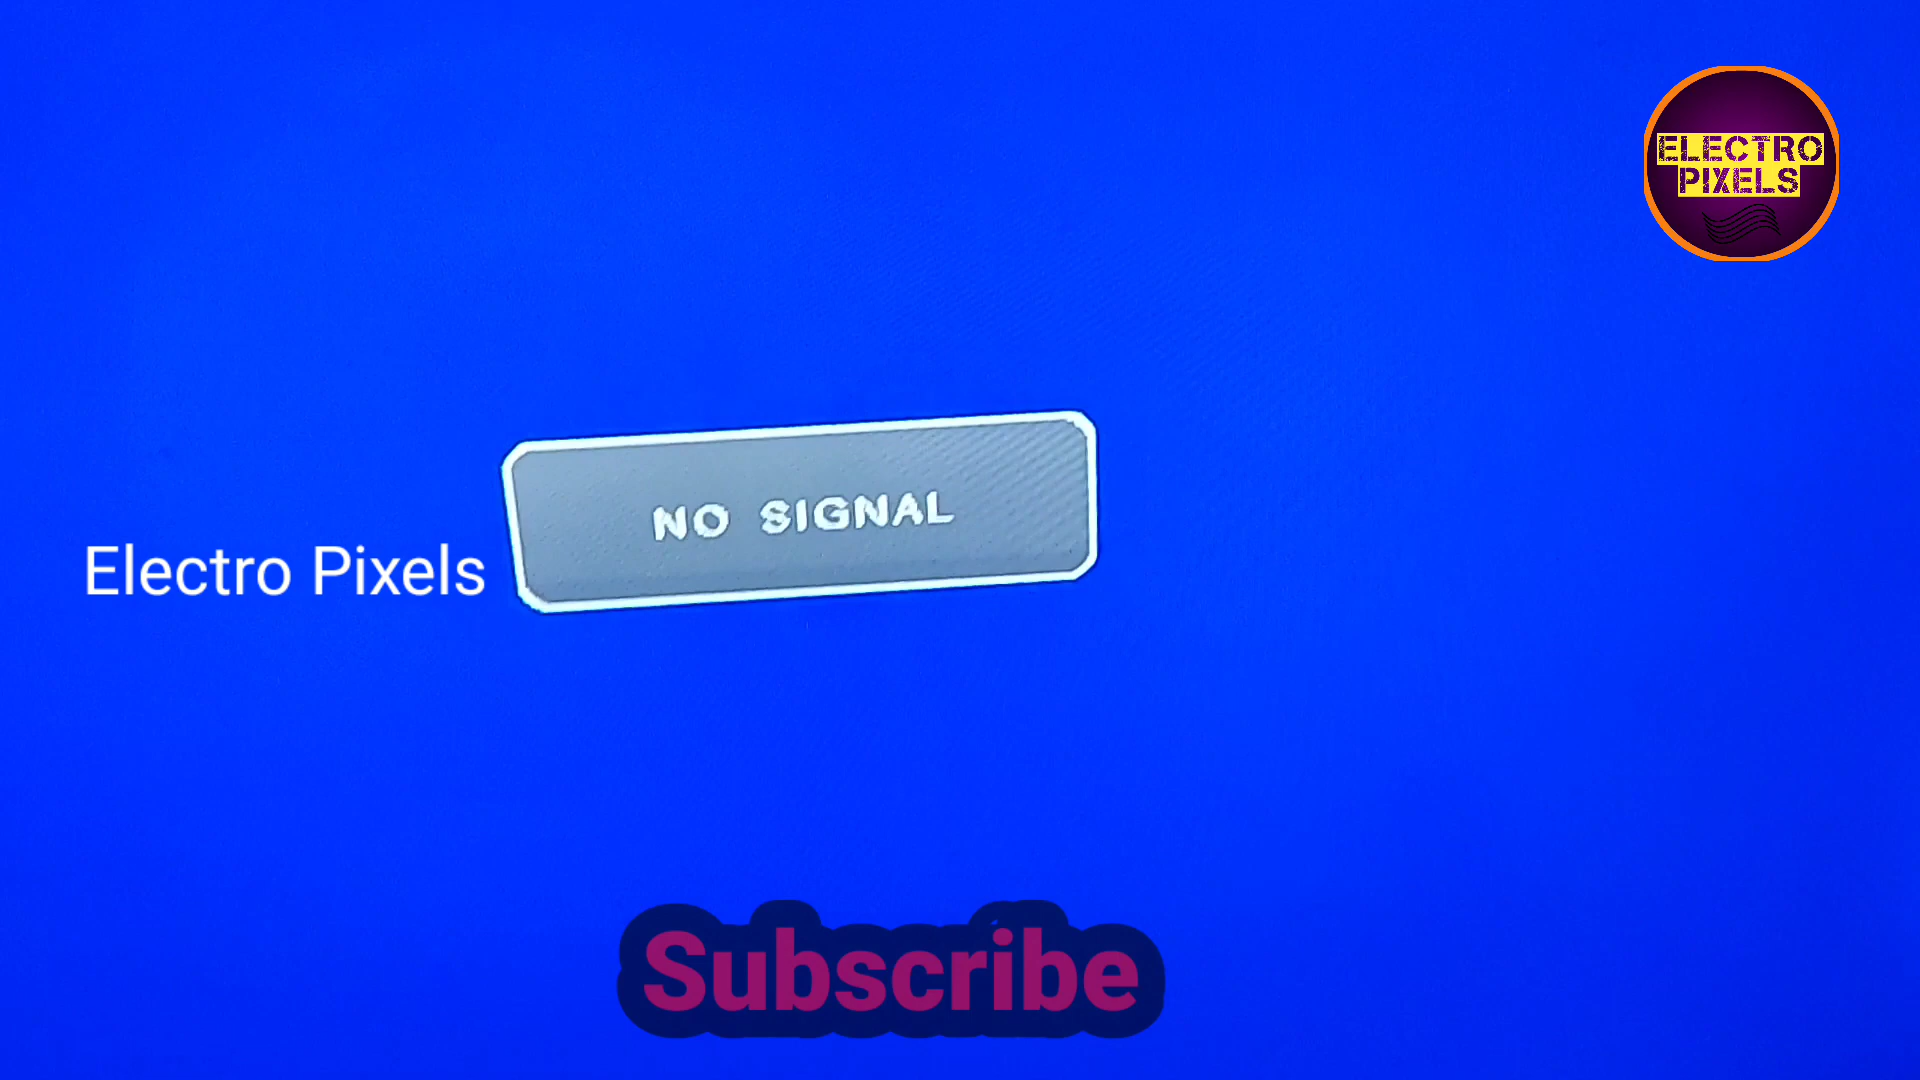 ELECTRO
PIXELS
NO SIGNAL
Electro Pixels
Subscribe